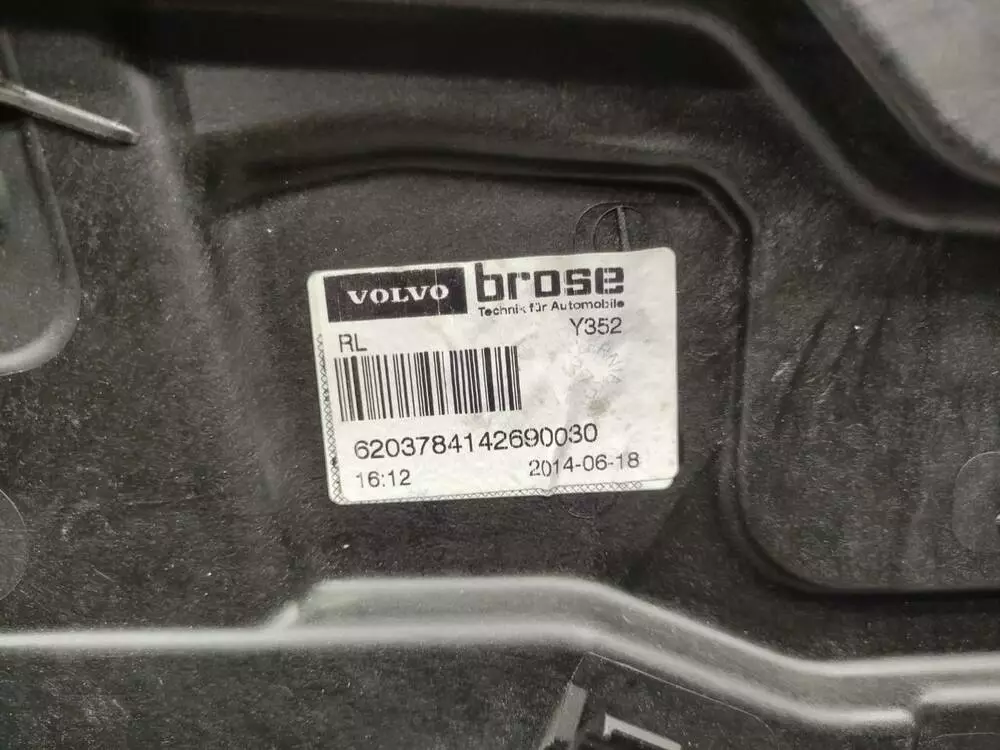 VOLVO brose
Technik für Automobile
RL Y352
6203784142690030
16:12 2014-06-18